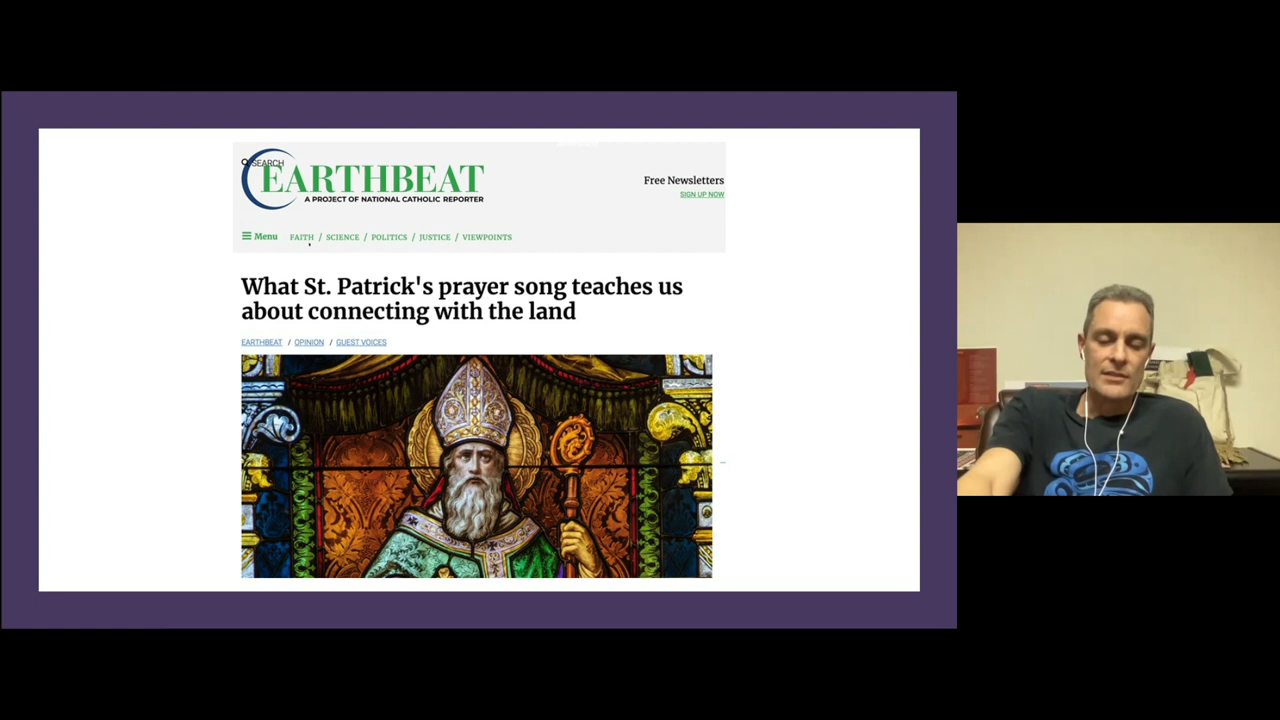 SEARCH
EARTHBEAT
A PROJECT OF NATIONAL CATHOLIC REPORTER
Free Newsletters
SIGN UP NOW
Menu FAITH / SCIENCE / POLITICS / JUSTICE / VIEWPOINTS
What St. Patrick's prayer song teaches us
about connecting with the land
EARTHBEAT / OPINION / GUEST VOICES